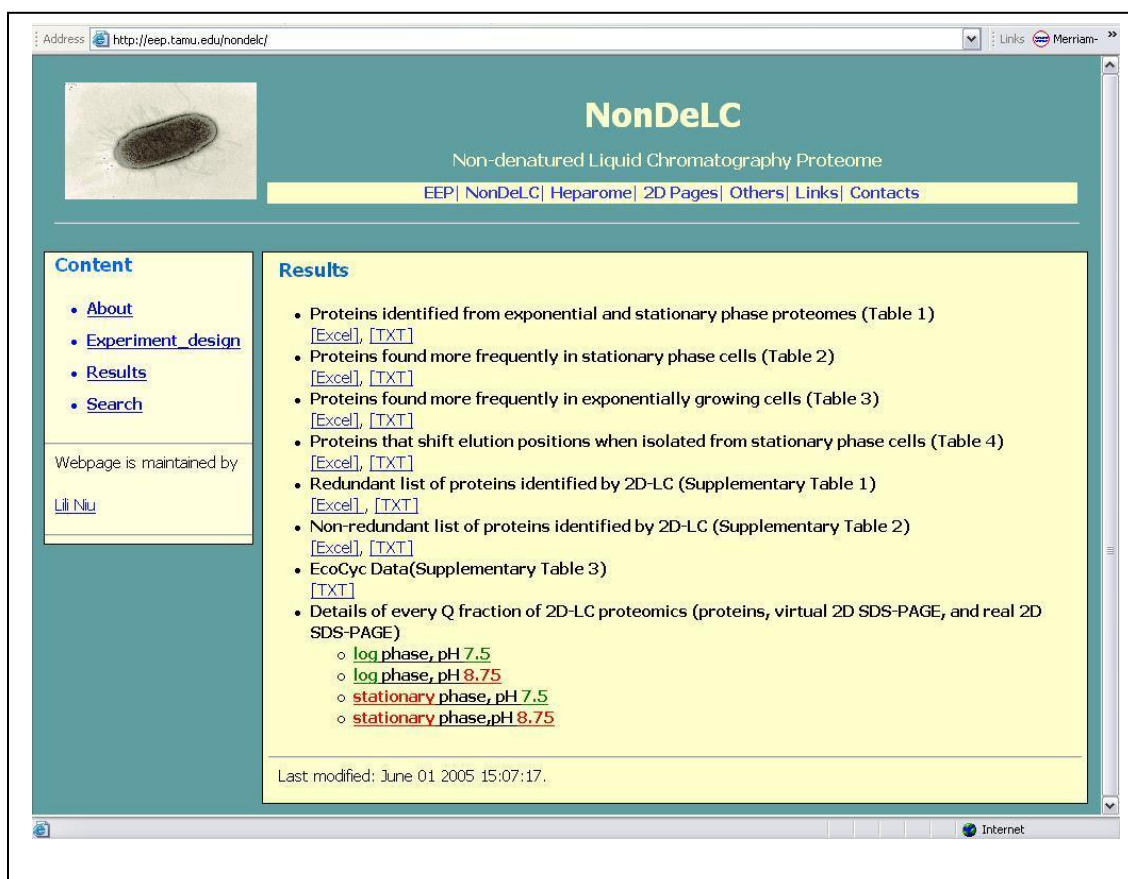 Address http://eep.tamu.edu/nondelc/ Links Merriam- »
NonDeLC
Non-denatured Liquid Chromatography Proteome
EEP| NonDeLC| Heparome| 2D Pages| Others| Links| Contacts
Content
• About
• Experiment_design
• Results
• Search
Webpage is maintained by
Lili Niu
Results
• Proteins identified from exponential and stationary phase proteomes (Table 1)
[Excel], [TXT]
• Proteins found more frequently in stationary phase cells (Table 2)
[Excel], [TXT]
• Proteins found more frequently in exponentially growing cells (Table 3)
[Excel], [TXT]
• Proteins that shift elution positions when isolated from stationary phase cells (Table 4)
[Excel], [TXT]
• Redundant list of proteins identified by 2D-LC (Supplementary Table 1)
[Excel] , [TXT]
• Non-redundant list of proteins identified by 2D-LC (Supplementary Table 2)
[Excel], [TXT]
• EcoCyc Data(Supplementary Table 3)
[TXT]
• Details of every Q fraction of 2D-LC proteomics (proteins, virtual 2D SDS-PAGE, and real 2D
SDS-PAGE)
○ log phase, pH 7.5
○ log phase, pH 8.75
○ stationary phase, pH 7.5
○ stationary phase,pH 8.75
Last modified: June 01 2005 15:07:17.
Internet